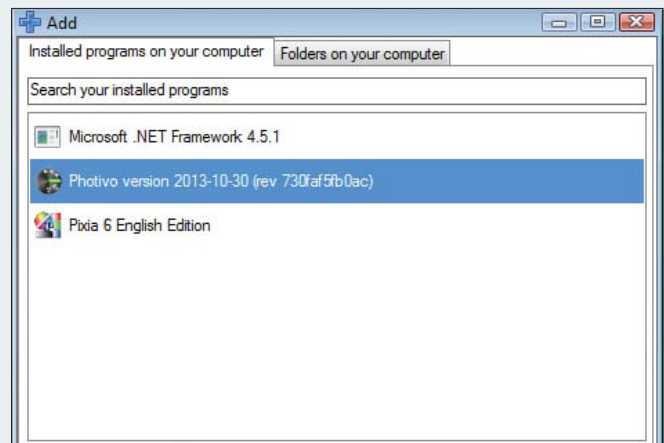 Add
Installed programs on your computer
Folders on your computer
Search your installed programs
Microsoft .NET Framework 4.5.1
Photivo version 2013-10-30 (rev 730faf5fb0ac)
Pixia 6 English Edition